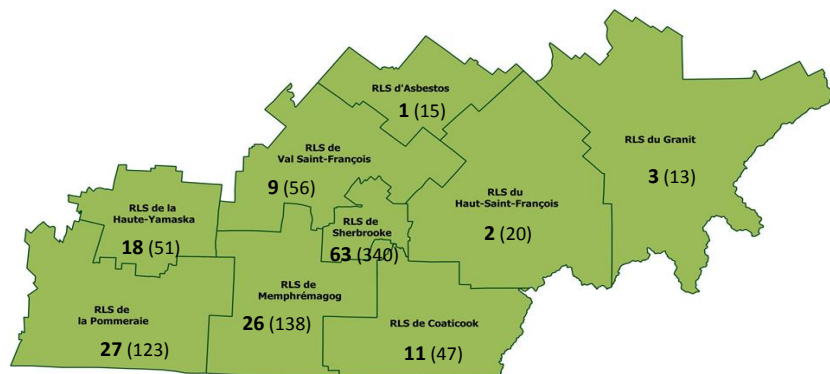 RLS d'Asbestos
1 (15)
RLS du Granit
3 (13)
RLS de
Val Saint-François
9 (56)
RLS du
Haut-Saint-François
2 (20)
RLS de la
Haute-Yamaska
18 (51)
RLS de
Sherbrooke
63 (340)
RLS de
Memphrémagog
26 (138)
RLS de
la Pommeraie
27 (123)
RLS de Coaticook
11 (47)